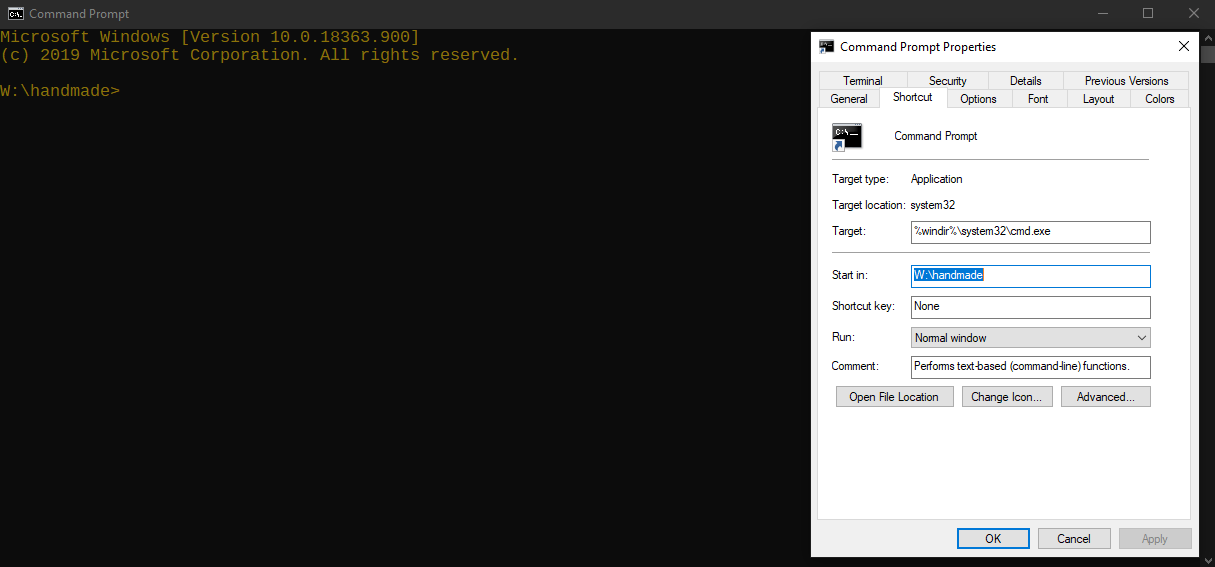 Command Prompt
Microsoft Windows [Version 10.0.18363.900]
(c) 2019 Microsoft Corporation. All rights reserved.
W:\handmade>
Command Prompt Properties
Terminal Security Details Previous Versions
General Shortcut Options Font Layout Colors
C:\_
Command Prompt
Target type: Application
Target location: system32
Target: %windir%\system32\cmd.exe
Start in: W:\handmade
Shortcut key: None
Run: Normal window
Comment: Performs text-based (command-line) functions.
Open File Location Change Icon... Advanced...
OK Cancel Apply